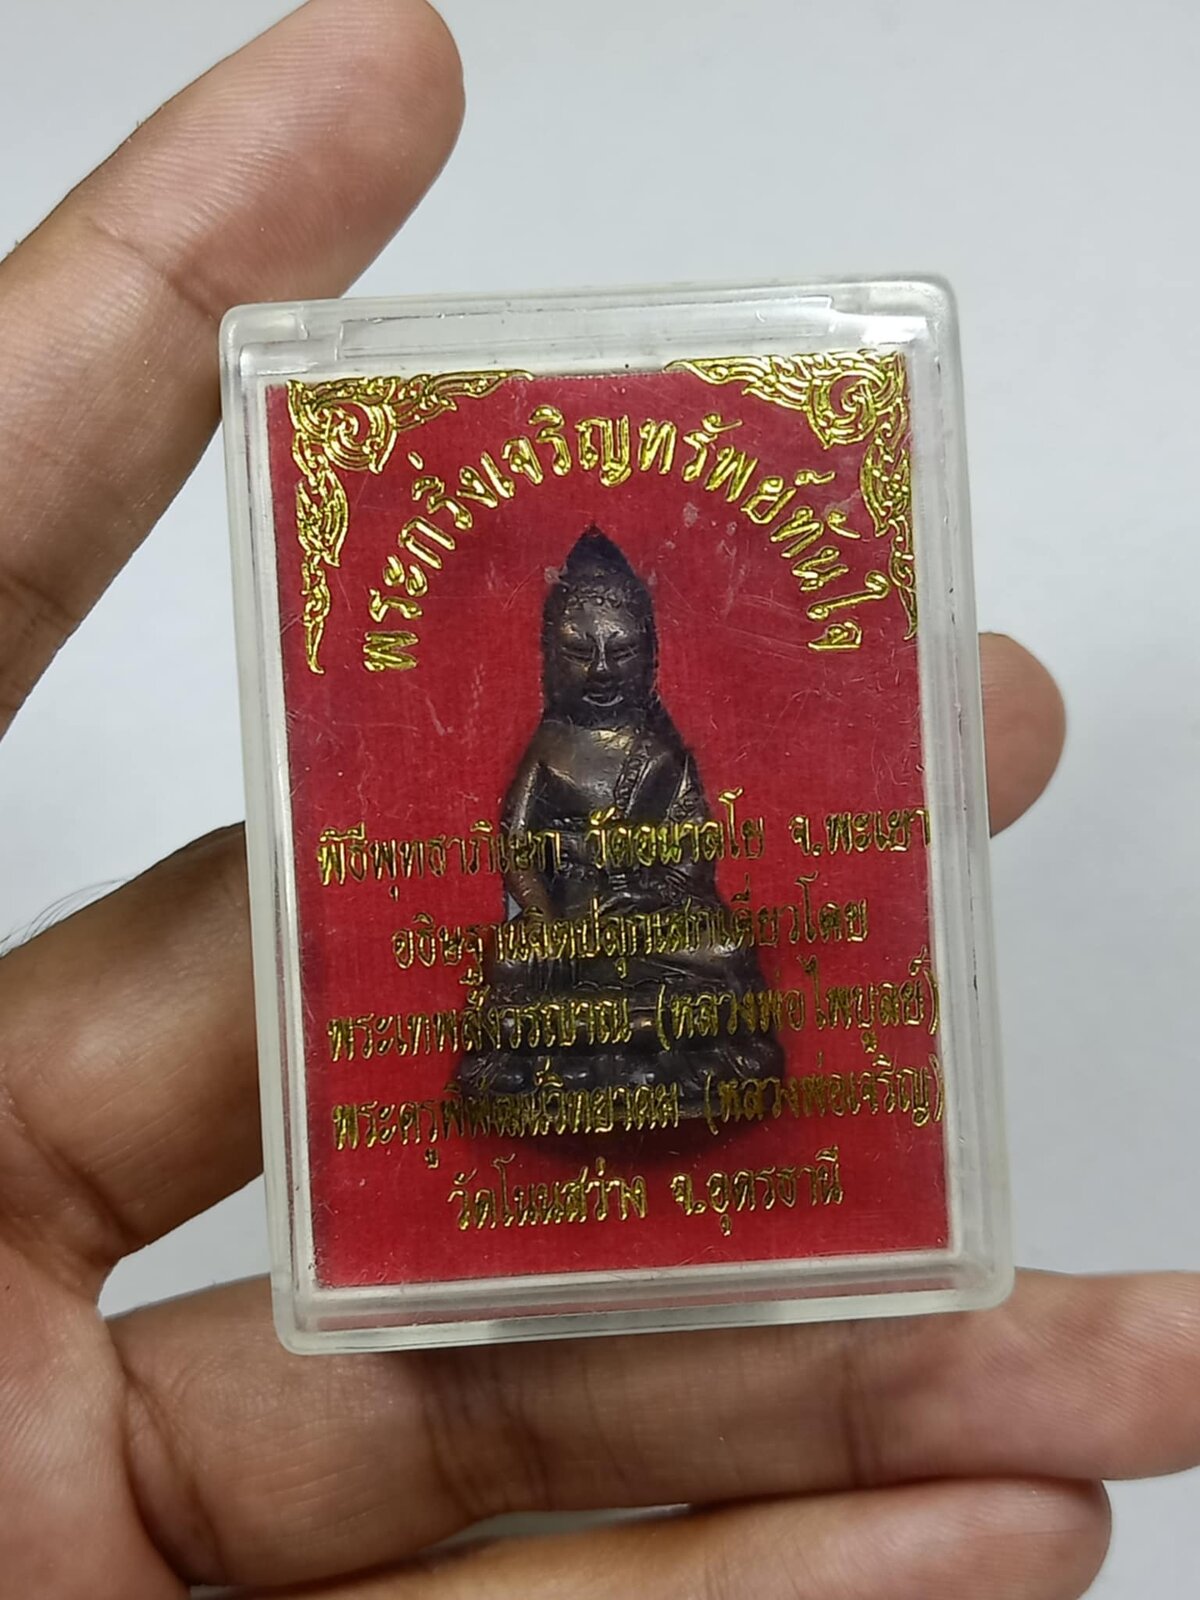 พระกริ่งเจริญทรัพย์ทันใจ
พิธีพุทธาภิเษก วัดอนาลโย จ.พะเยา
อธิษฐานจิตปลุกเสกเดี่ยวโดย
พระเทพสังวรญาณ (หลวงพ่อไพบูลย์)
พระครูพิพัฒน์วิทยาคม (หลวงพ่อเจริญ)
วัดโนนสว่าง จ.อุดรธานี